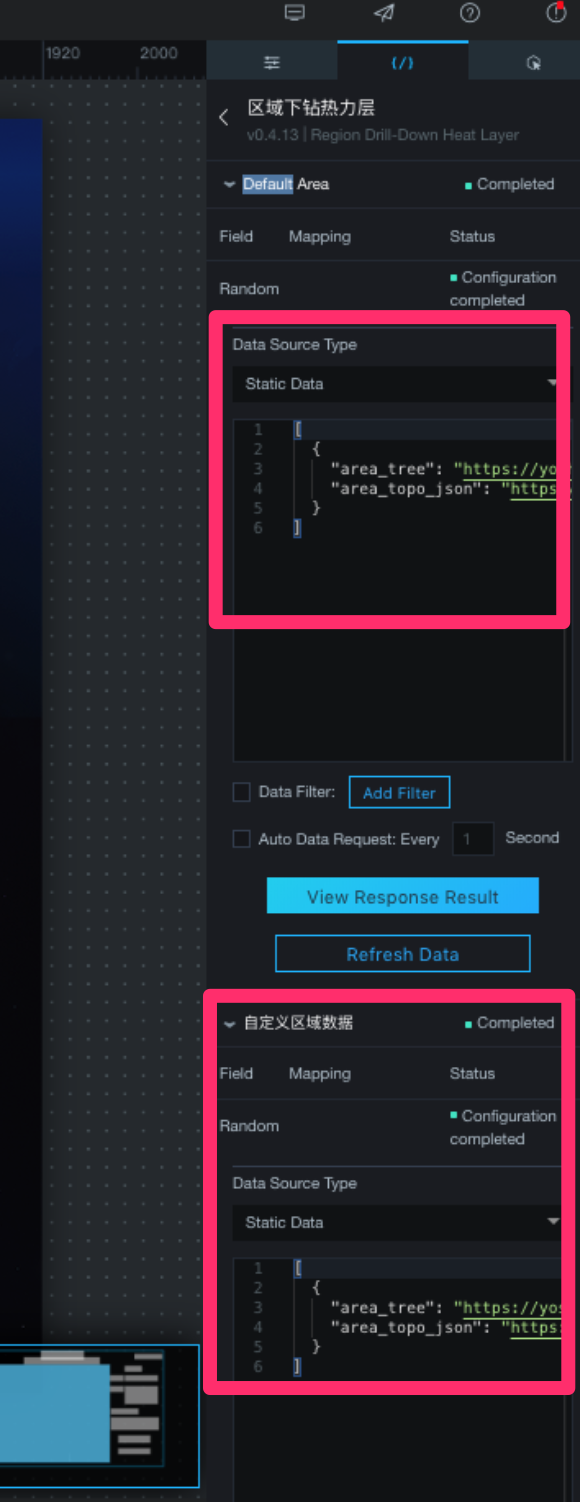 1920
2000
区域下钻热力层
v0.4.13 | Region Drill-Down Heat Layer
Default Area
Completed
Field
Mapping
Status
Random
Configuration
completed
Data Source Type
Static Data
1 [
2 {
3 "area_tree": "https://yo
4 "area_topo_json": "https
5 }
6 ]
Data Filter:
Add Filter
Auto Data Request: Every
1
Second
View Response Result
Refresh Data
自定义区域数据
Completed
Field
Mapping
Status
Random
Configuration
completed
Data Source Type
Static Data
1 [
2 {
3 "area_tree": "https://yo
4 "area_topo_json": "https:
5 }
6 ]